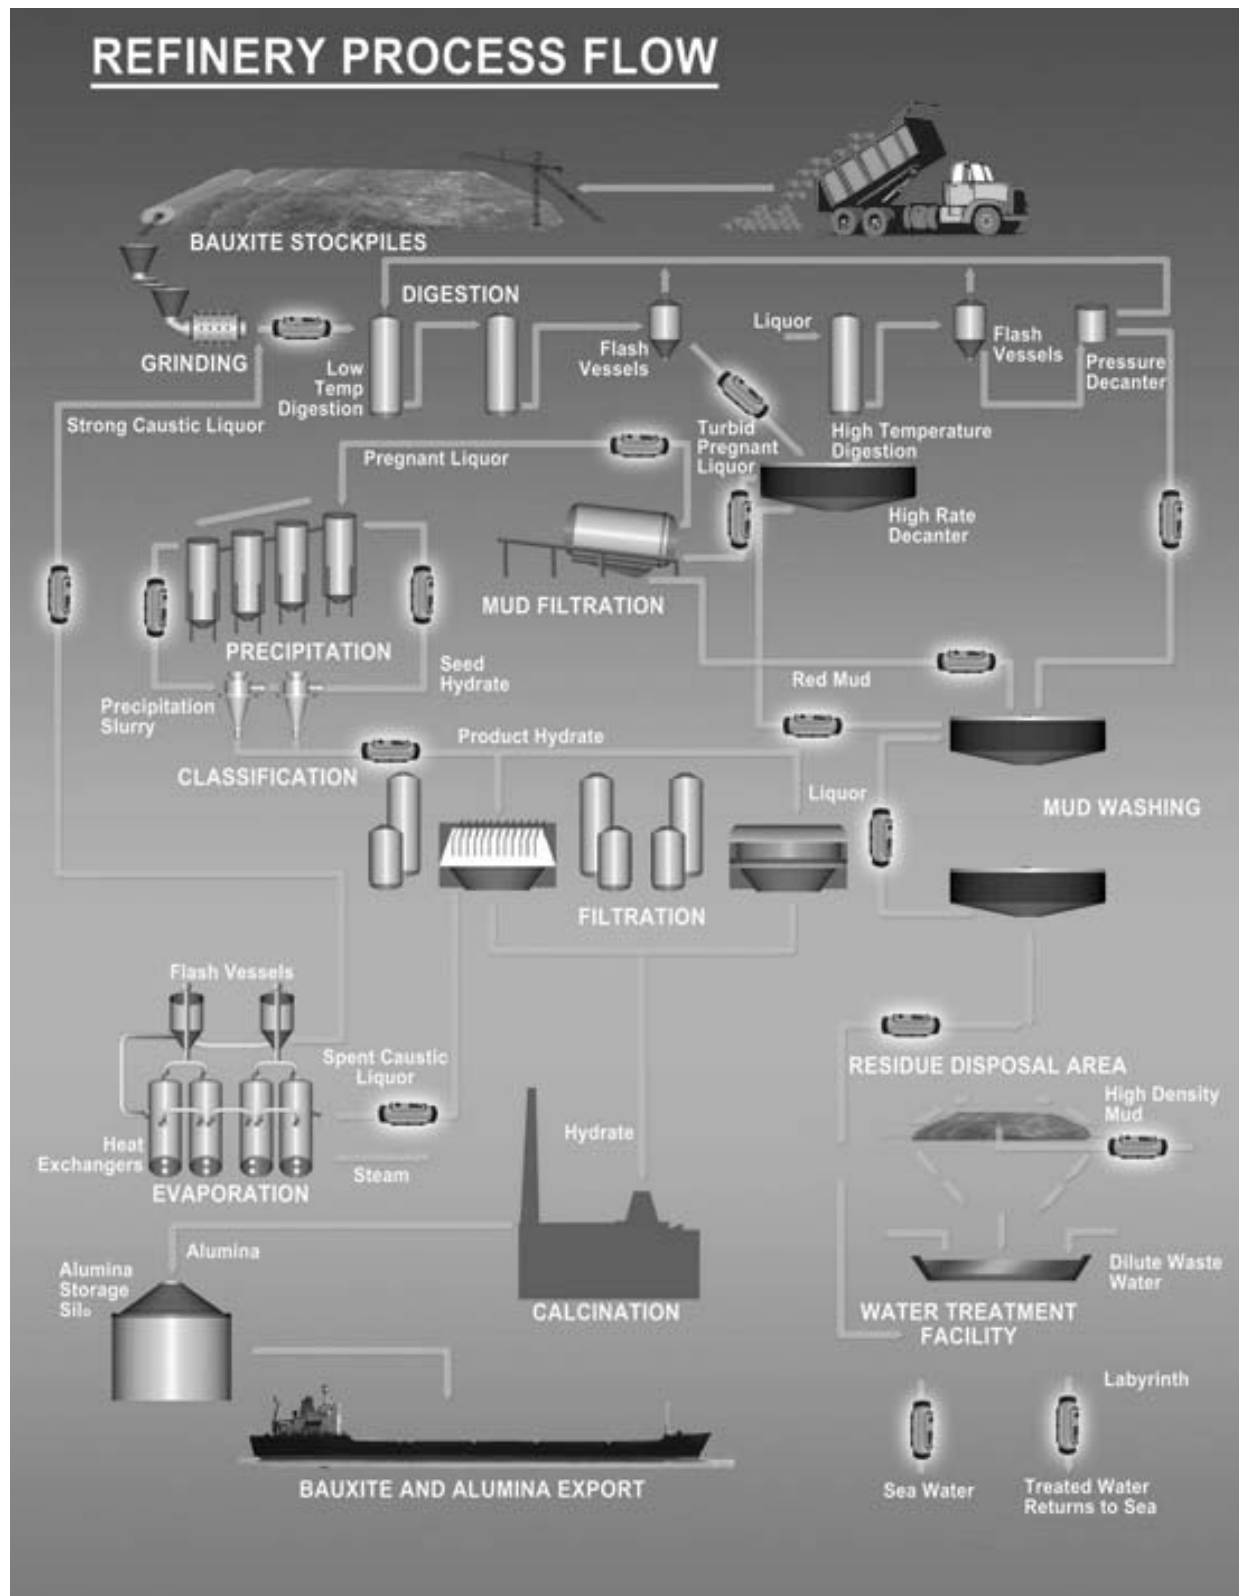 REFINERY PROCESS FLOW
BAUXITE STOCKPILES
DIGESTION
GRINDING
Low
Temp
Digestion
Flash
Vessels
Liquor
Flash
Vessels
Pressure
Decanter
Strong Caustic Liquor
Pregnant Liquor
Turbid
Pregnant
Liquor
High Temperature
Digestion
High Rate
Decanter
MUD FILTRATION
PRECIPITATION
Seed
Hydrate
Red Mud
Precipitation
Slurry
Product Hydrate
CLASSIFICATION
Liquor
MUD WASHING
FILTRATION
Flash Vessels
Spent Caustic
Liquor
RESIDUE DISPOSAL AREA
High Density
Mud
Heat
Exchangers
Hydrate
Steam
EVAPORATION
Alumina
Alumina
Storage
Silo
CALCINATION
Dilute Waste
Water
WATER TREATMENT
FACILITY
Labyrinth
BAUXITE AND ALUMINA EXPORT
Sea Water
Treated Water
Returns to Sea